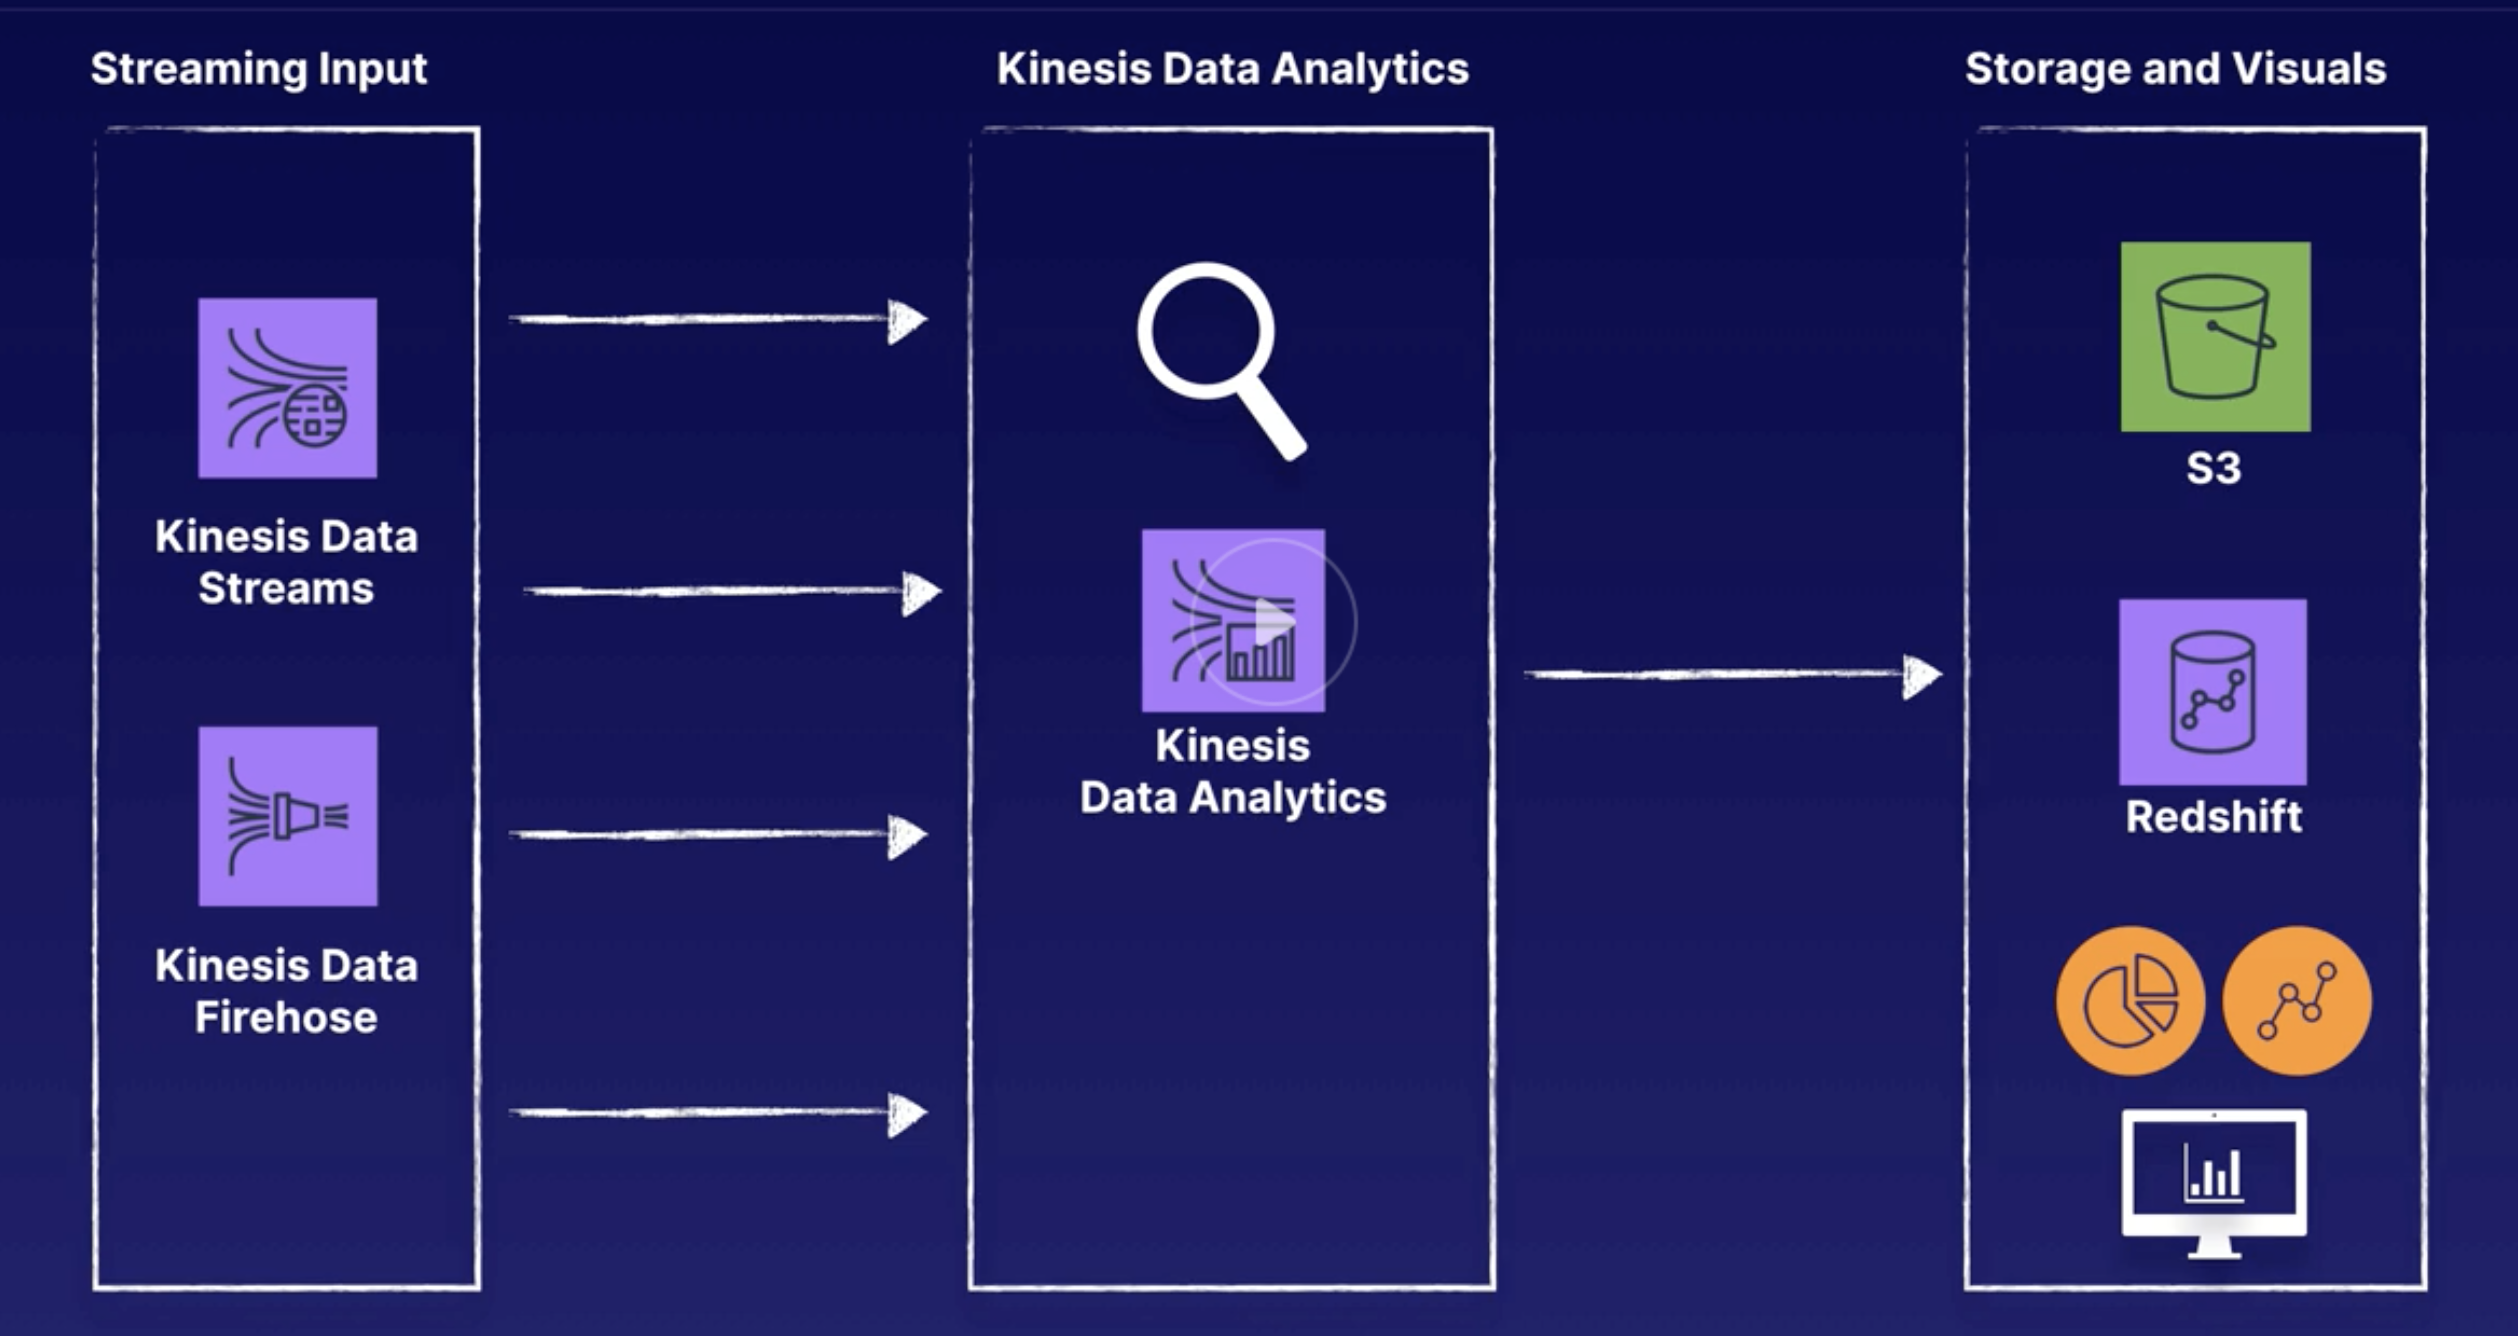 Streaming Input
Kinesis Data Analytics
Storage and Visuals
Kinesis Data
Streams
Kinesis Data
Firehose
Kinesis
Data Analytics
S3
Redshift